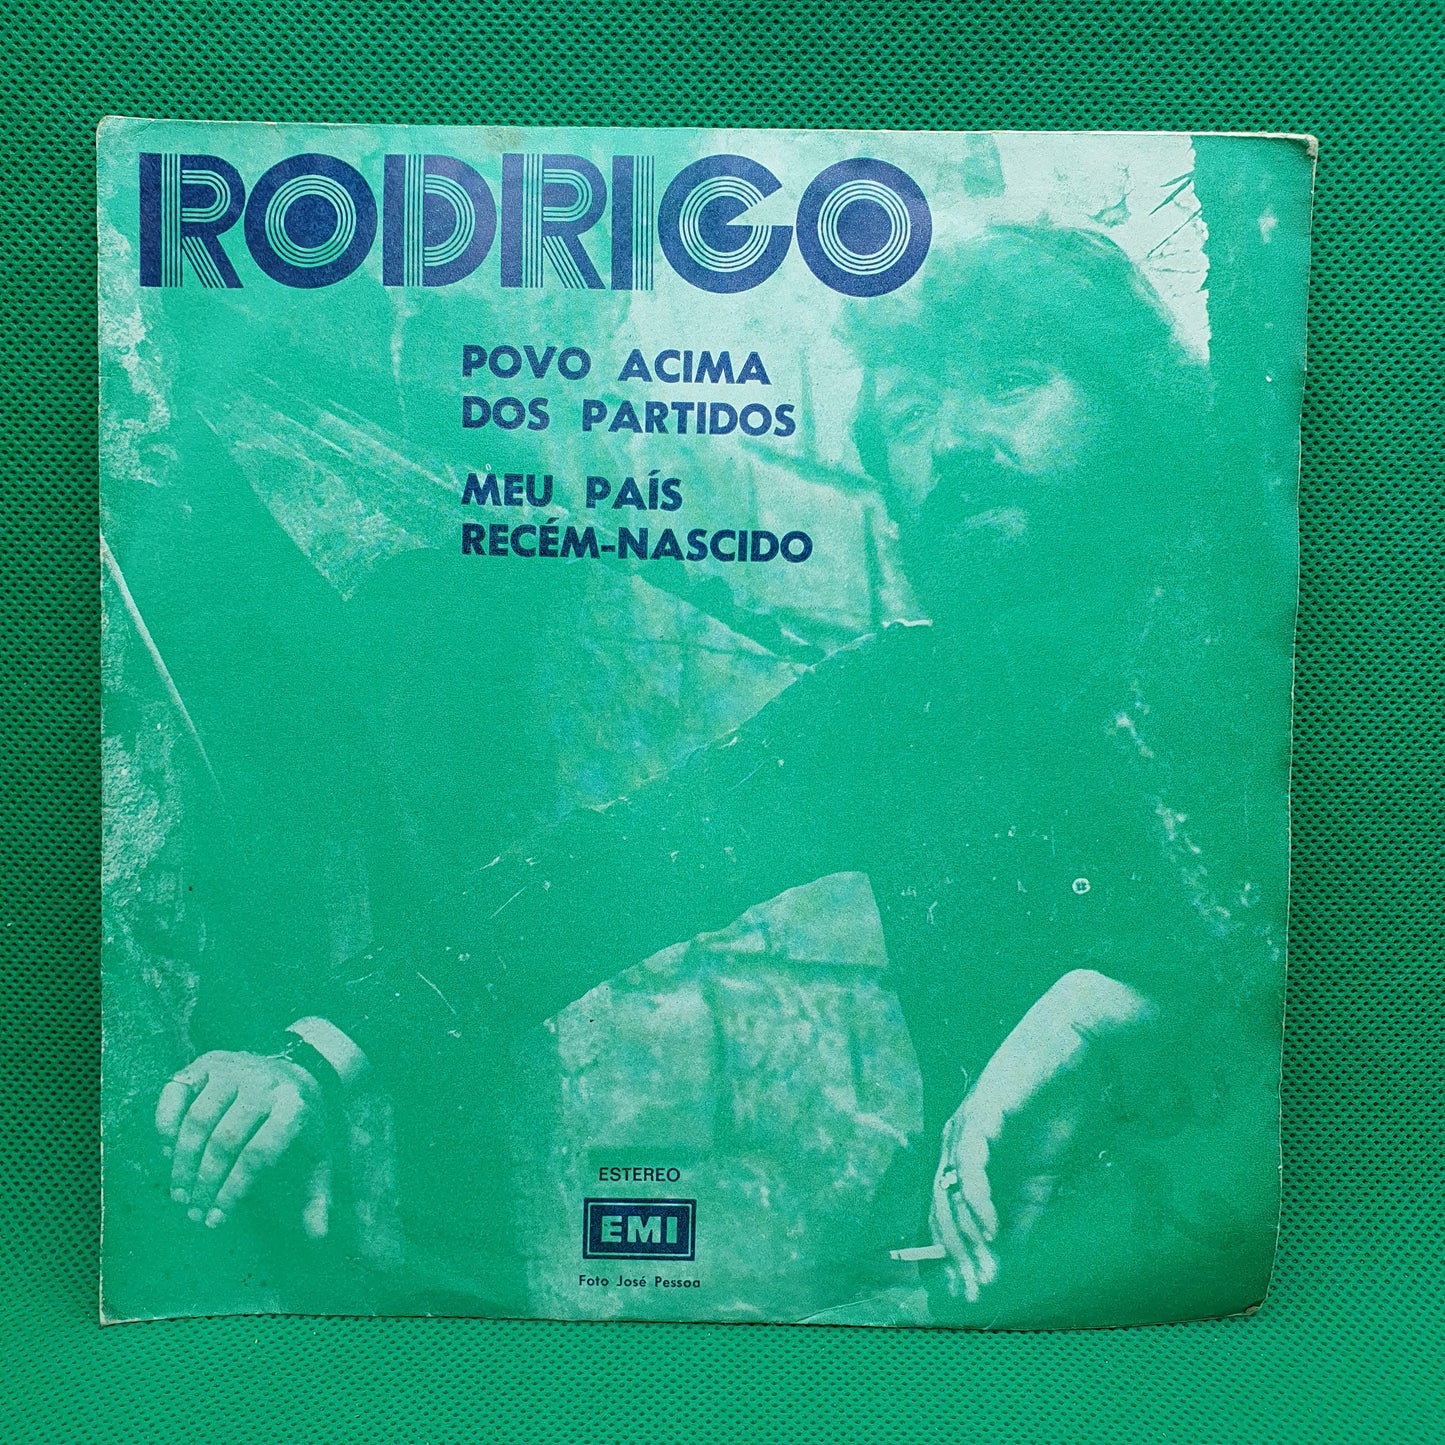 RODRIGO
POVO ACIMA
DOS PARTIDOS
MEU PAÍS
RECÉM-NASCIDO
ESTEREO
EMI
Foto José Pessoa